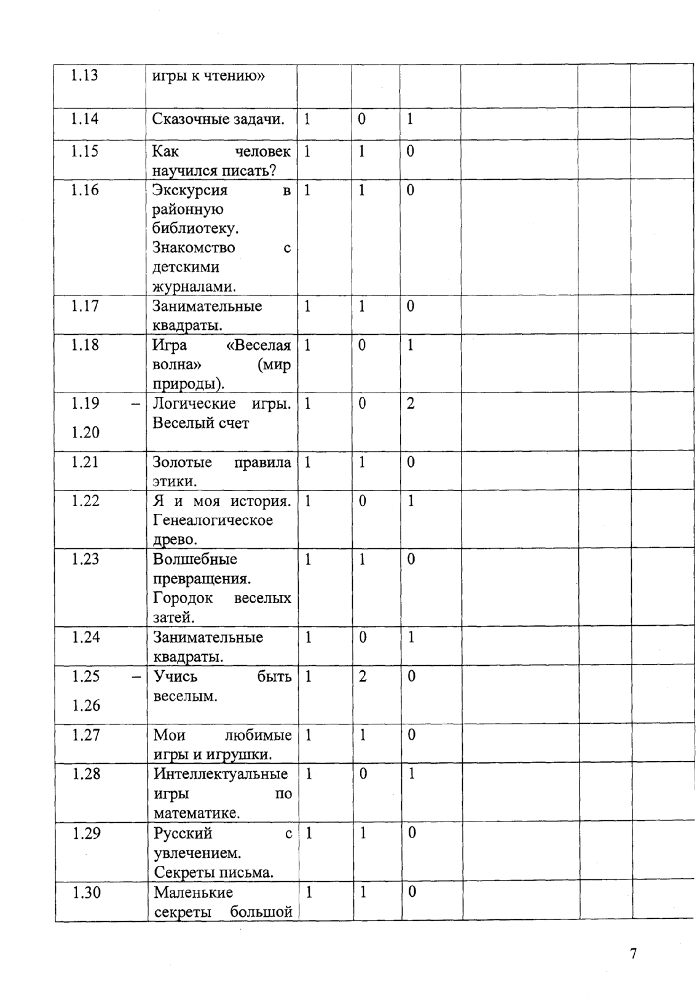 1.13 игры к чтению»
1.14 Сказочные задачи. 1 0 1
1.15 Как человек 1 1 0
научился писать?
1.16 Экскурсия в 1 1 0
районную
библиотеку.
Знакомство с
детскими
журналами.
1.17 Занимательные 1 1 0
квадраты.
1.18 Игра «Веселая 1 0 1
волна» (мир
природы).
1.19 – Логические игры. 1 0 2
1.20 Веселый счет
1.21 Золотые правила 1 1 0
этики.
1.22 Я и моя история. 1 0 1
Генеалогическое
древо.
1.23 Волшебные 1 1 0
превращения.
Городок веселых
затей.
1.24 Занимательные 1 0 1
квадраты.
1.25 – Учись быть 1 2 0
1.26 веселым.
1.27 Мои любимые 1 1 0
игры и игрушки.
1.28 Интеллектуальные 1 0 1
игры по
математике.
1.29 Русский с 1 1 0
увлечением.
Секреты письма.
1.30 Маленькие 1 1 0
секреты большой
7